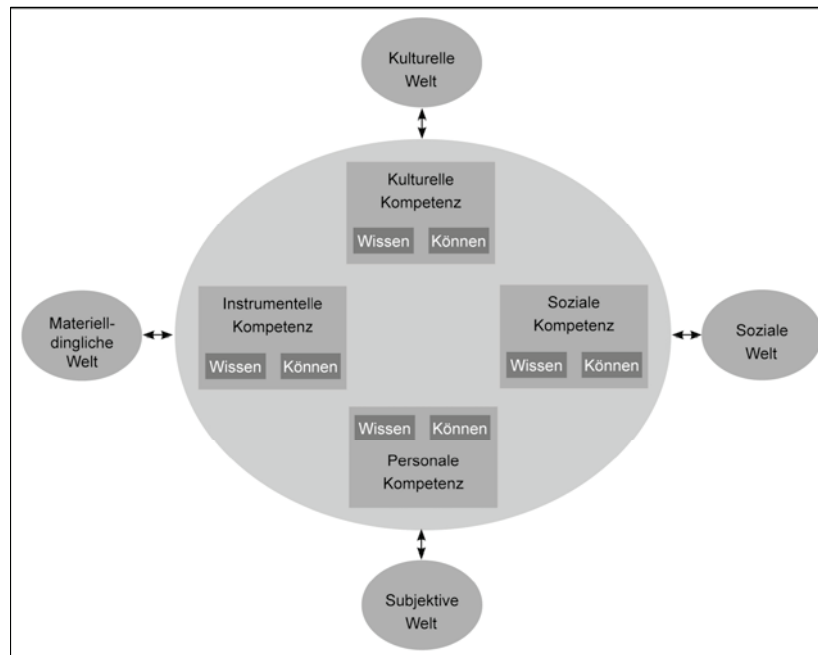 Kulturelle
Welt
Kulturelle
Kompetenz
Wissen Können
Materiell-
dingliche
Welt
Instrumentelle
Kompetenz
Wissen Können
Soziale
Kompetenz
Wissen Können
Soziale
Welt
Wissen Können
Personale
Kompetenz
Subjektive
Welt